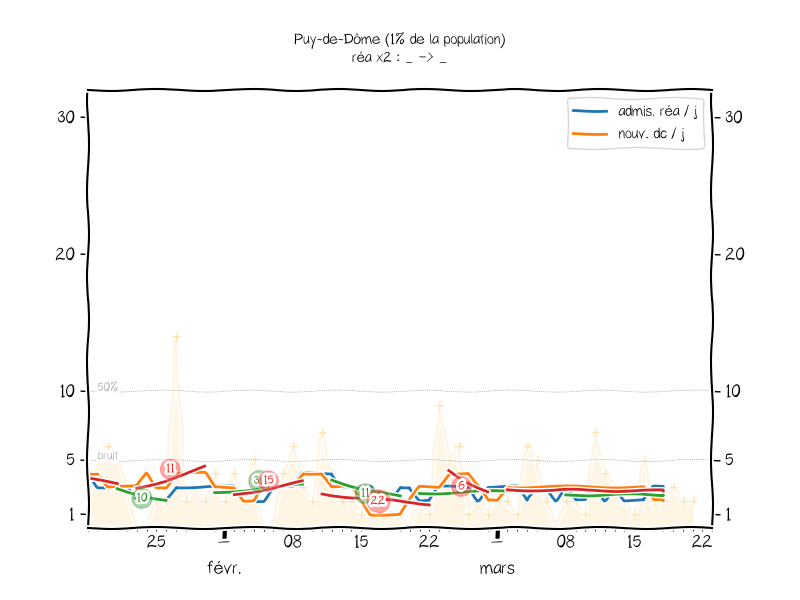 Puy-de-Dôme (1% de la population)
réa x2 : _ -> _
admis. réa / j
nouv. dc / j
30 30
20 20
10 10
50%
5 5
bruit
11
3 15
6
10
11
22
1 1
25 08 15 22 08 15 22
févr. mars